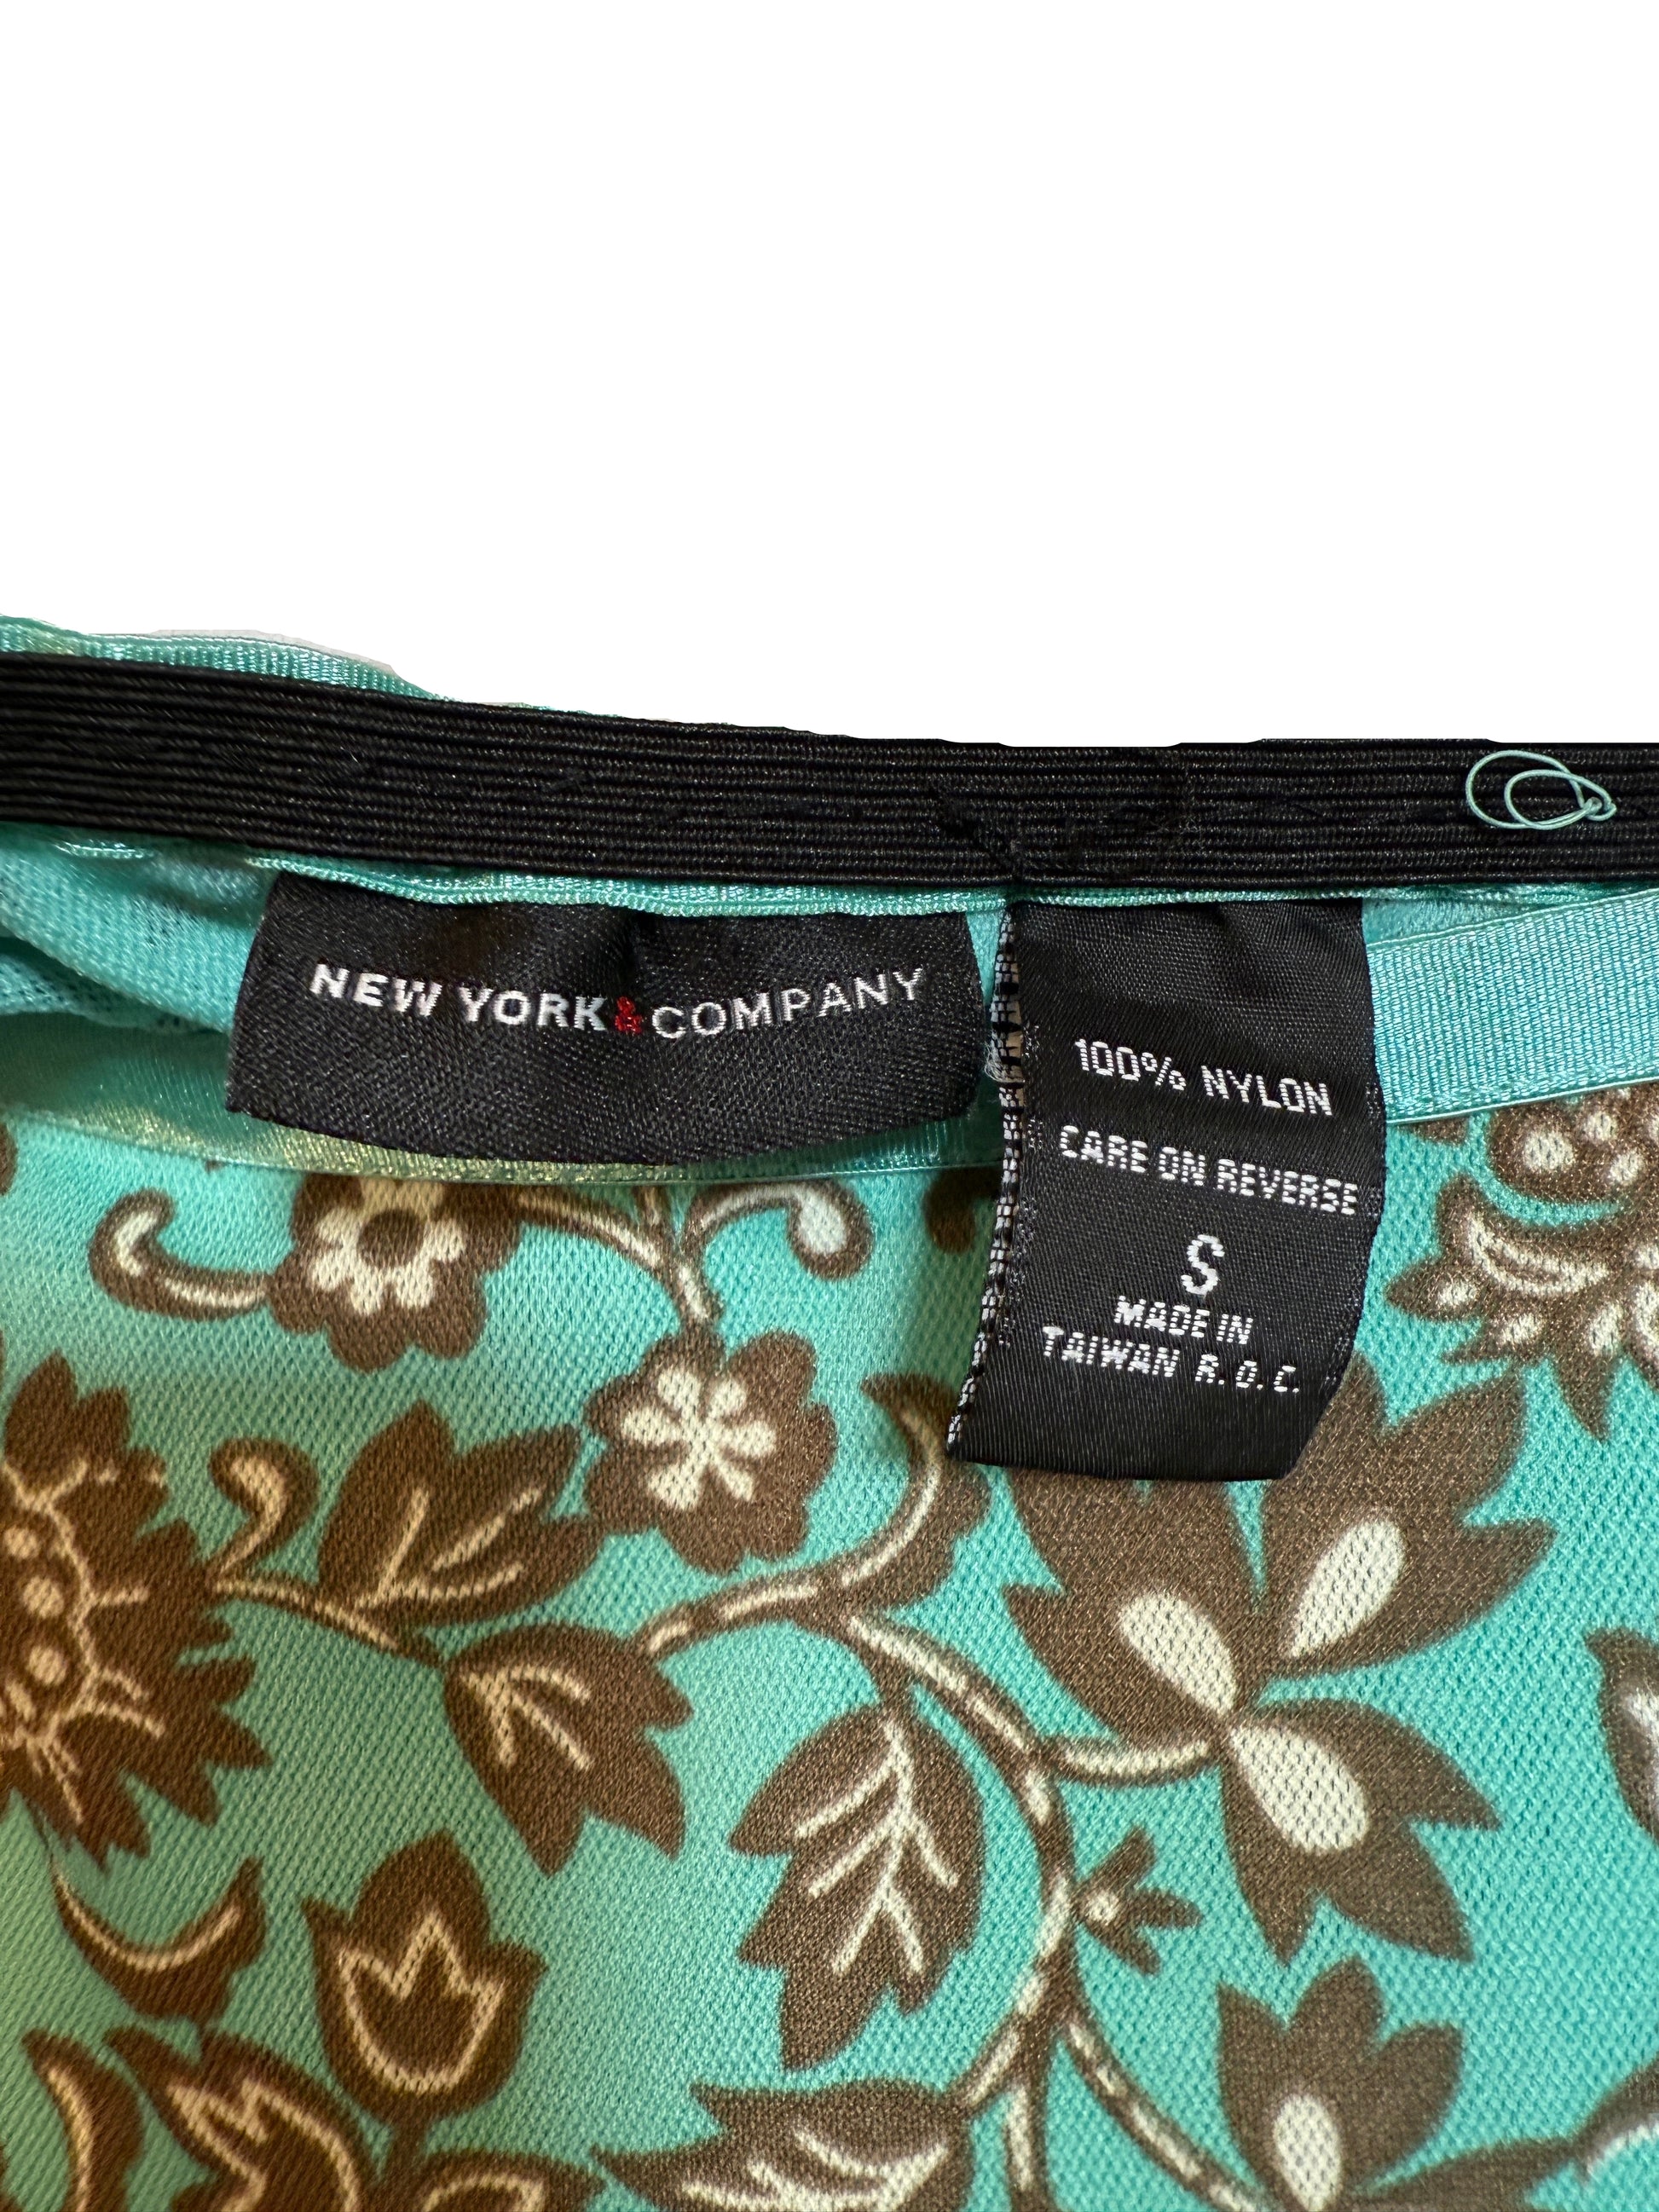 NEW YORK & COMPANY
100% NYLON
CARE ON REVERSE
S
MADE IN
TAIWAN R.O.C.